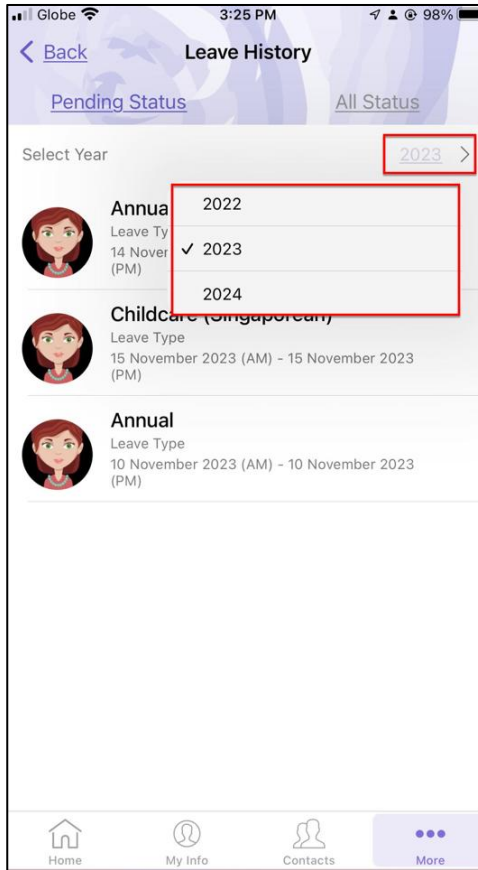 Globe 3:25 PM 98%
Back Leave History
Pending Status All Status
Select Year 2023
2022
2023
2024
Annua
Leave Ty
14 Nover
(PM)
Childcare (Singaporean)
Leave Type
15 November 2023 (AM) - 15 November 2023
(PM)
Annual
Leave Type
10 November 2023 (AM) - 10 November 2023
(PM)
Home My Info Contacts More